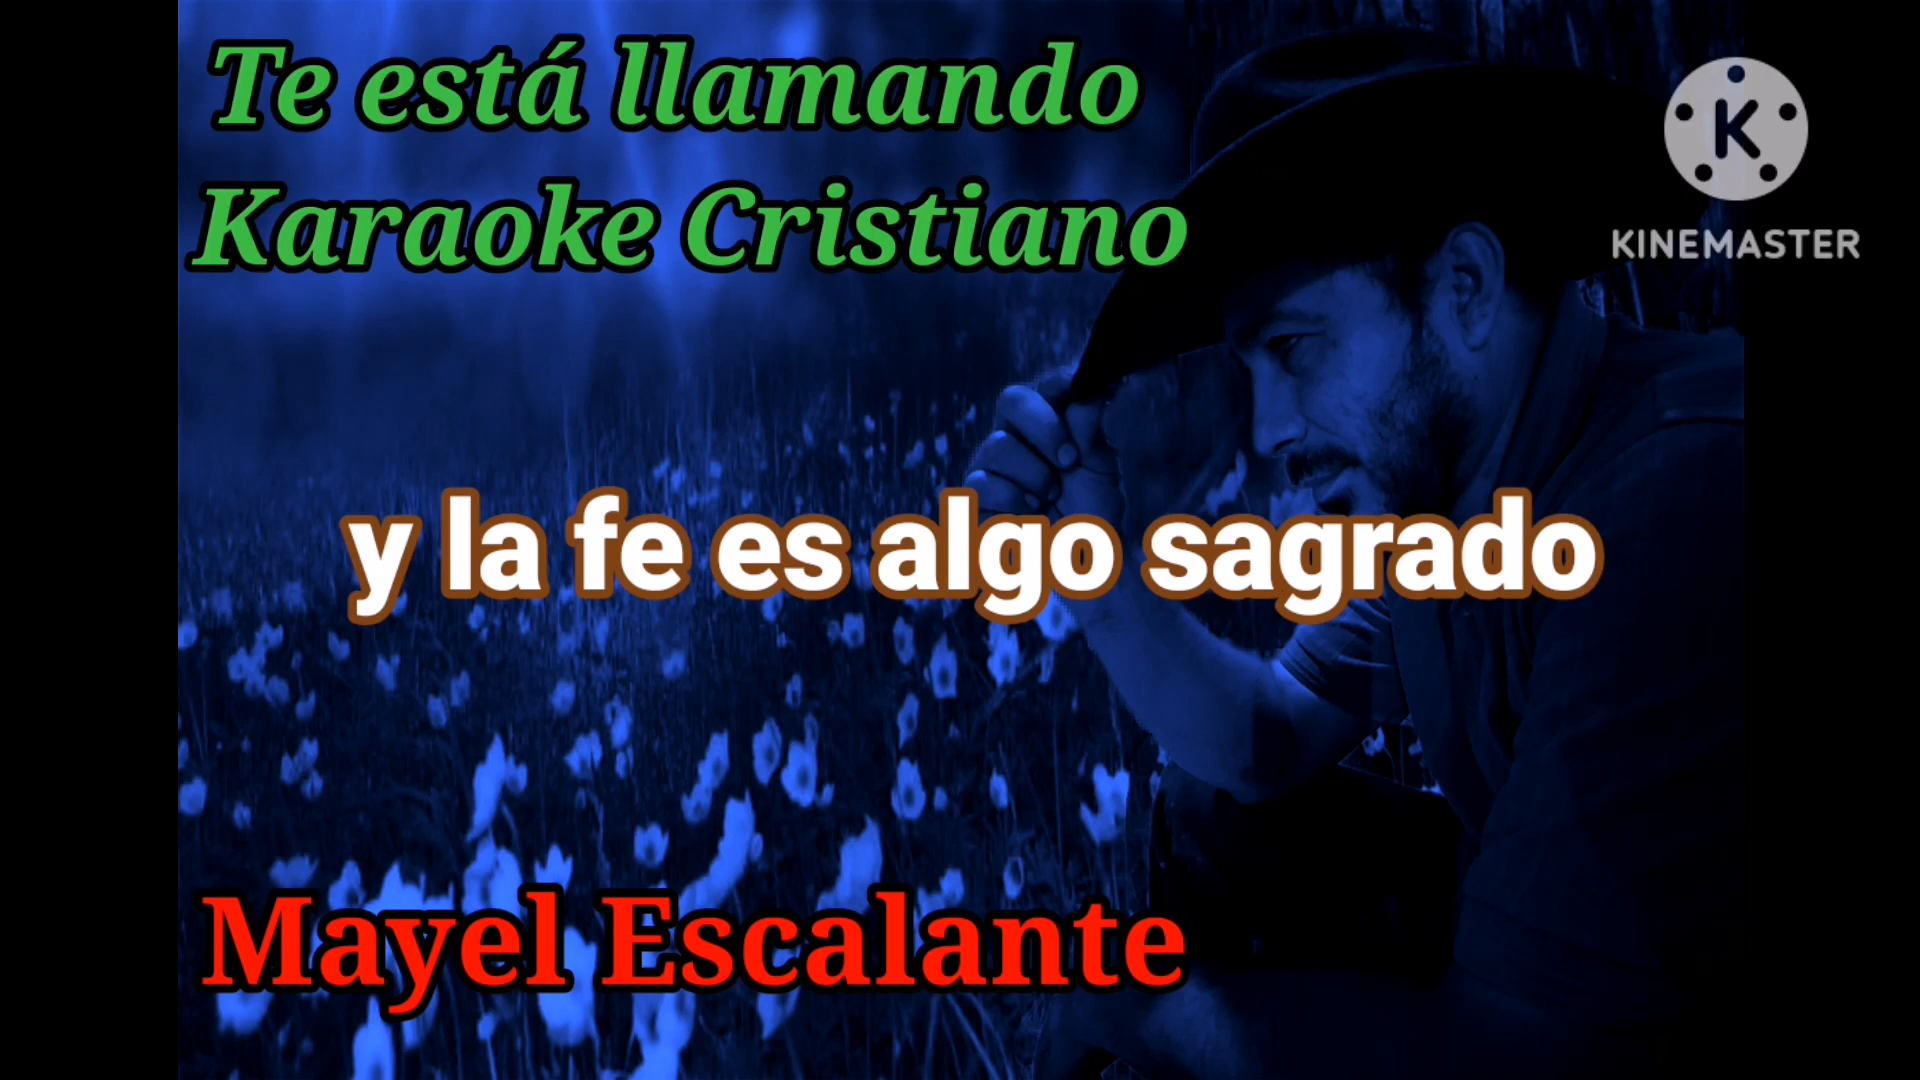 Te está llamando
Karaoke Cristiano
K
KINEMASTER
y la fe es algo sagrado
Mayel Escalante